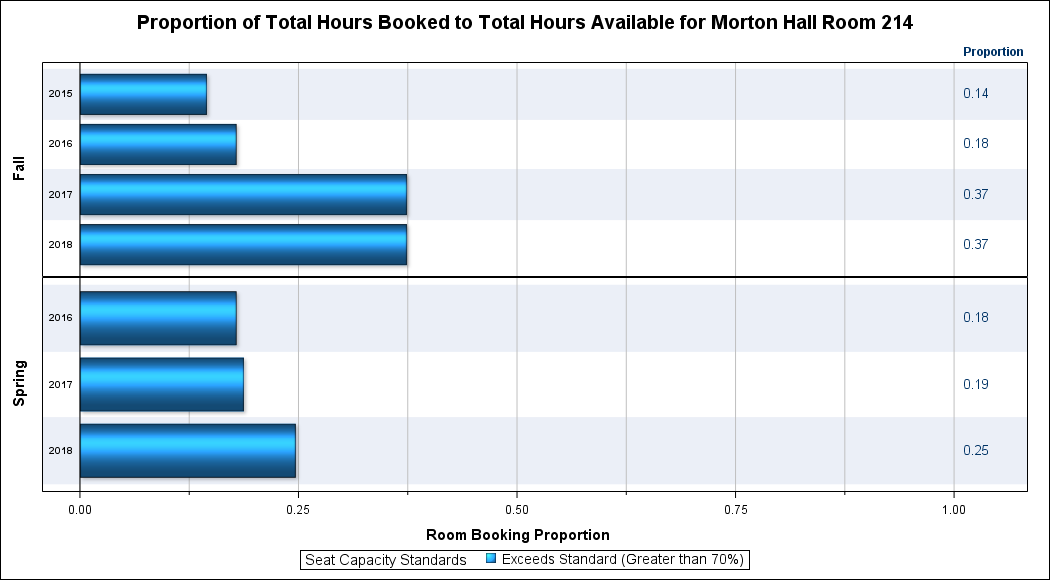 Proportion of Total Hours Booked to Total Hours Available for Morton Hall Room 214
Proportion
Fall
2015 0.14
2016 0.18
2017 0.37
2018 0.37
Spring
2016 0.18
2017 0.19
2018 0.25
0.00 0.25 0.50 0.75 1.00
Room Booking Proportion
Seat Capacity Standards Exceeds Standard (Greater than 70%)